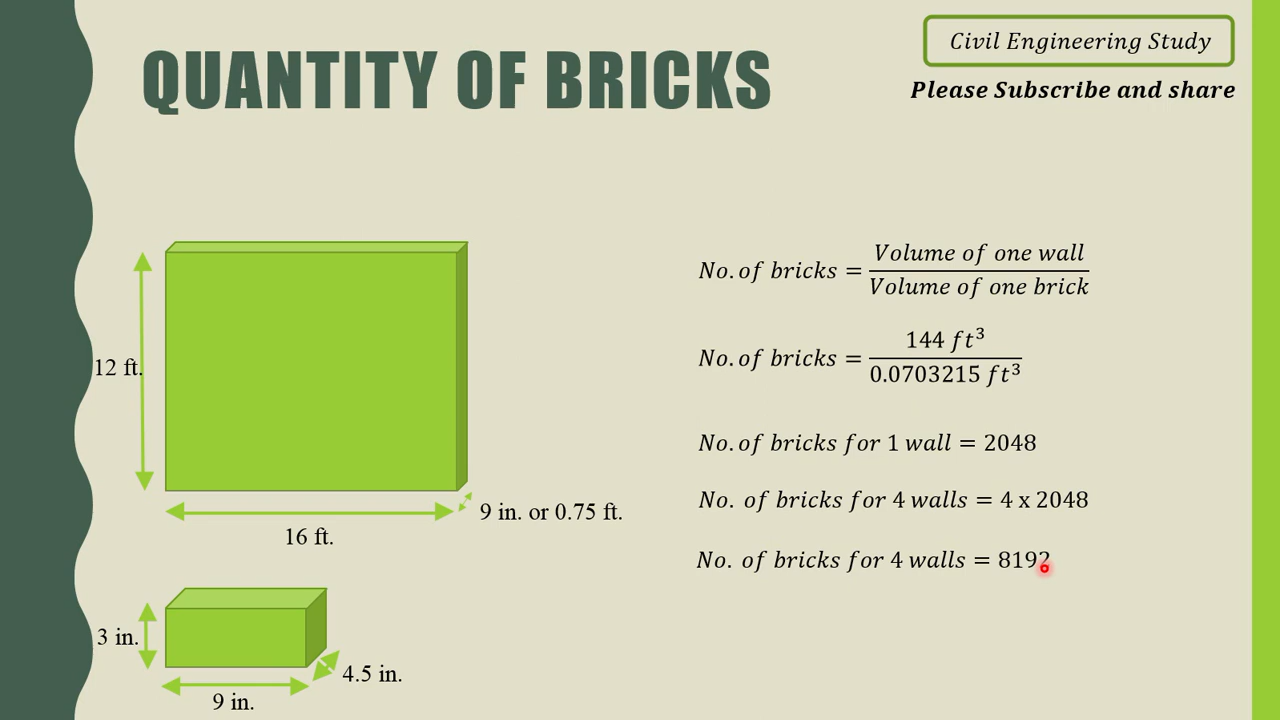 Civil Engineering Study
QUANTITY OF BRICKS
Please Subscribe and share
12 ft.
16 ft.
9 in. or 0.75 ft.
3 in.
9 in.
4.5 in.
No. of bricks = Volume of one wall / Volume of one brick
No. of bricks = 144 ft³ / 0.0703215 ft³
No. of bricks for 1 wall = 2048
No. of bricks for 4 walls = 4 x 2048
No. of bricks for 4 walls = 8192